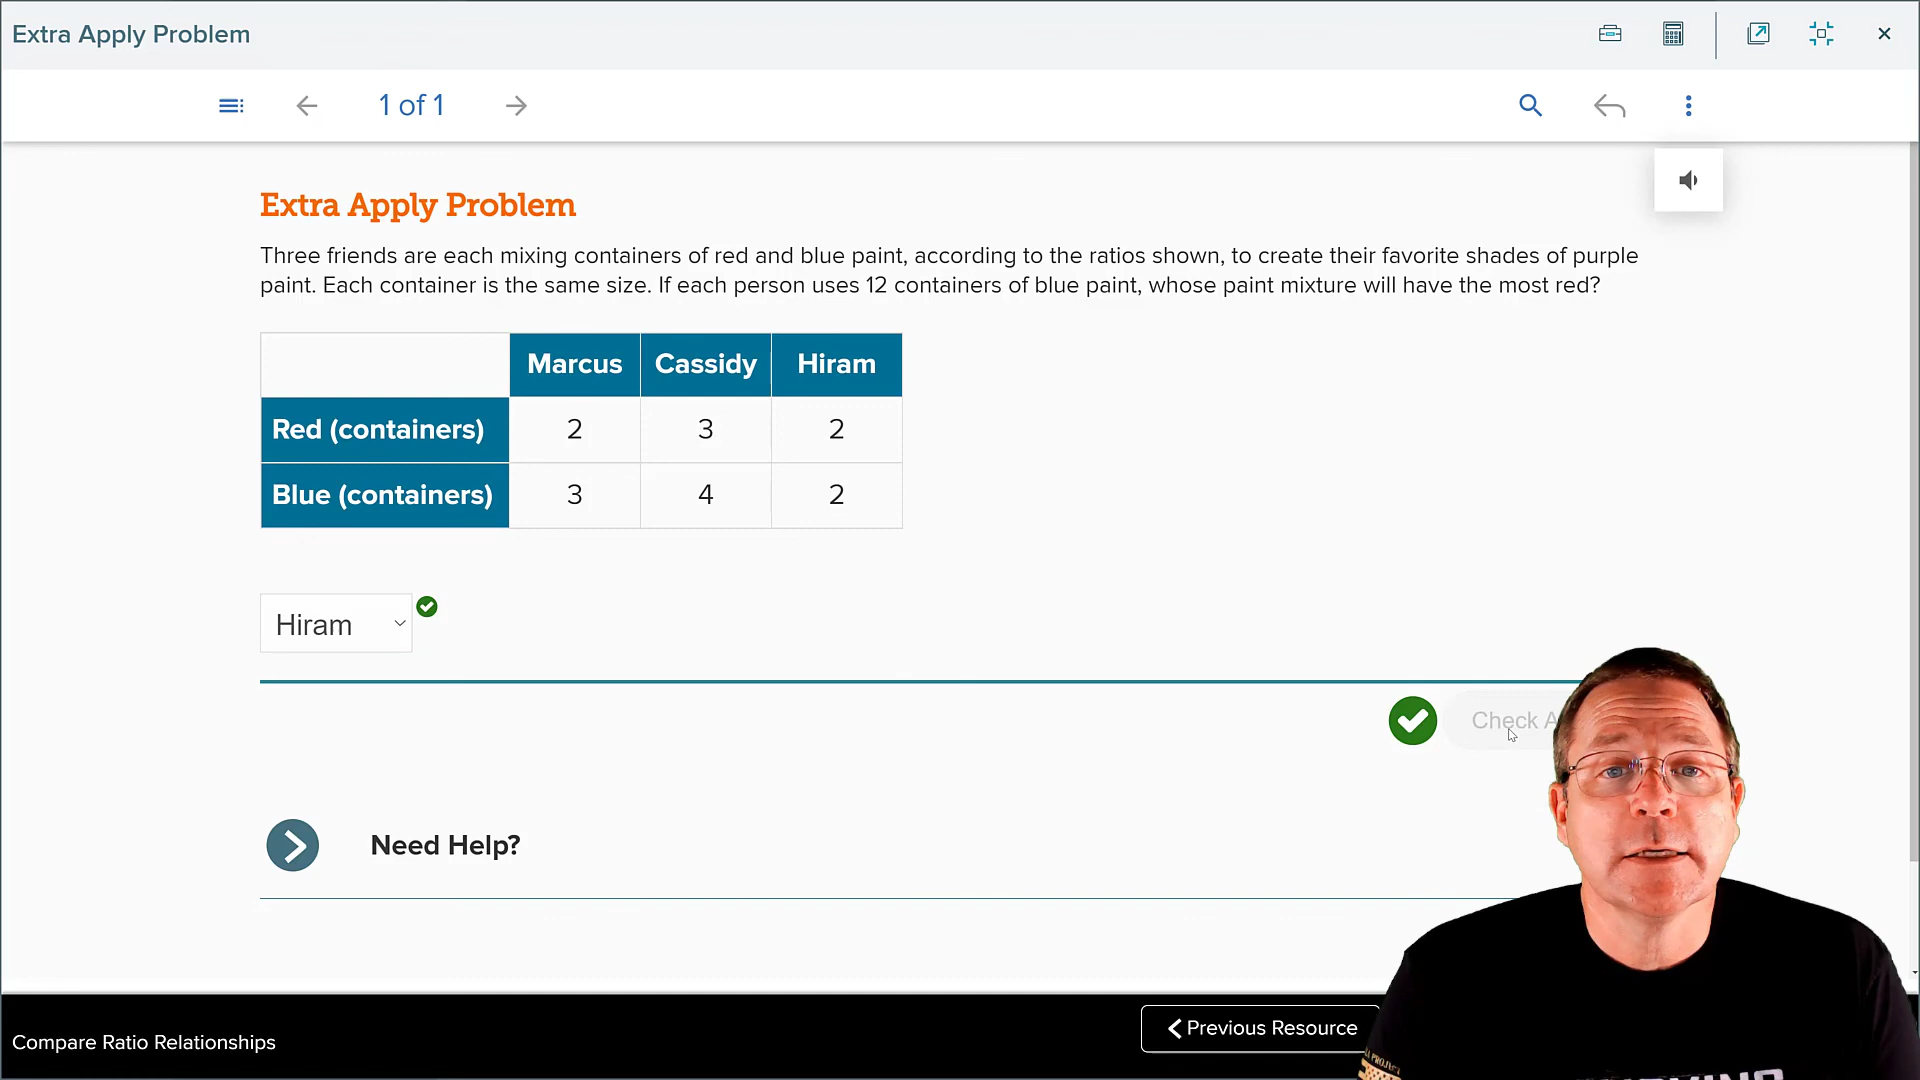 Extra Apply Problem
1 of 1
Extra Apply Problem
Three friends are each mixing containers of red and blue paint, according to the ratios shown, to create their favorite shades of purple
paint. Each container is the same size. If each person uses 12 containers of blue paint, whose paint mixture will have the most red?
Marcus Cassidy Hiram
Red (containers) 2 3 2
Blue (containers) 3 4 2
Hiram
Check A
Need Help?
Previous Resource
Compare Ratio Relationships